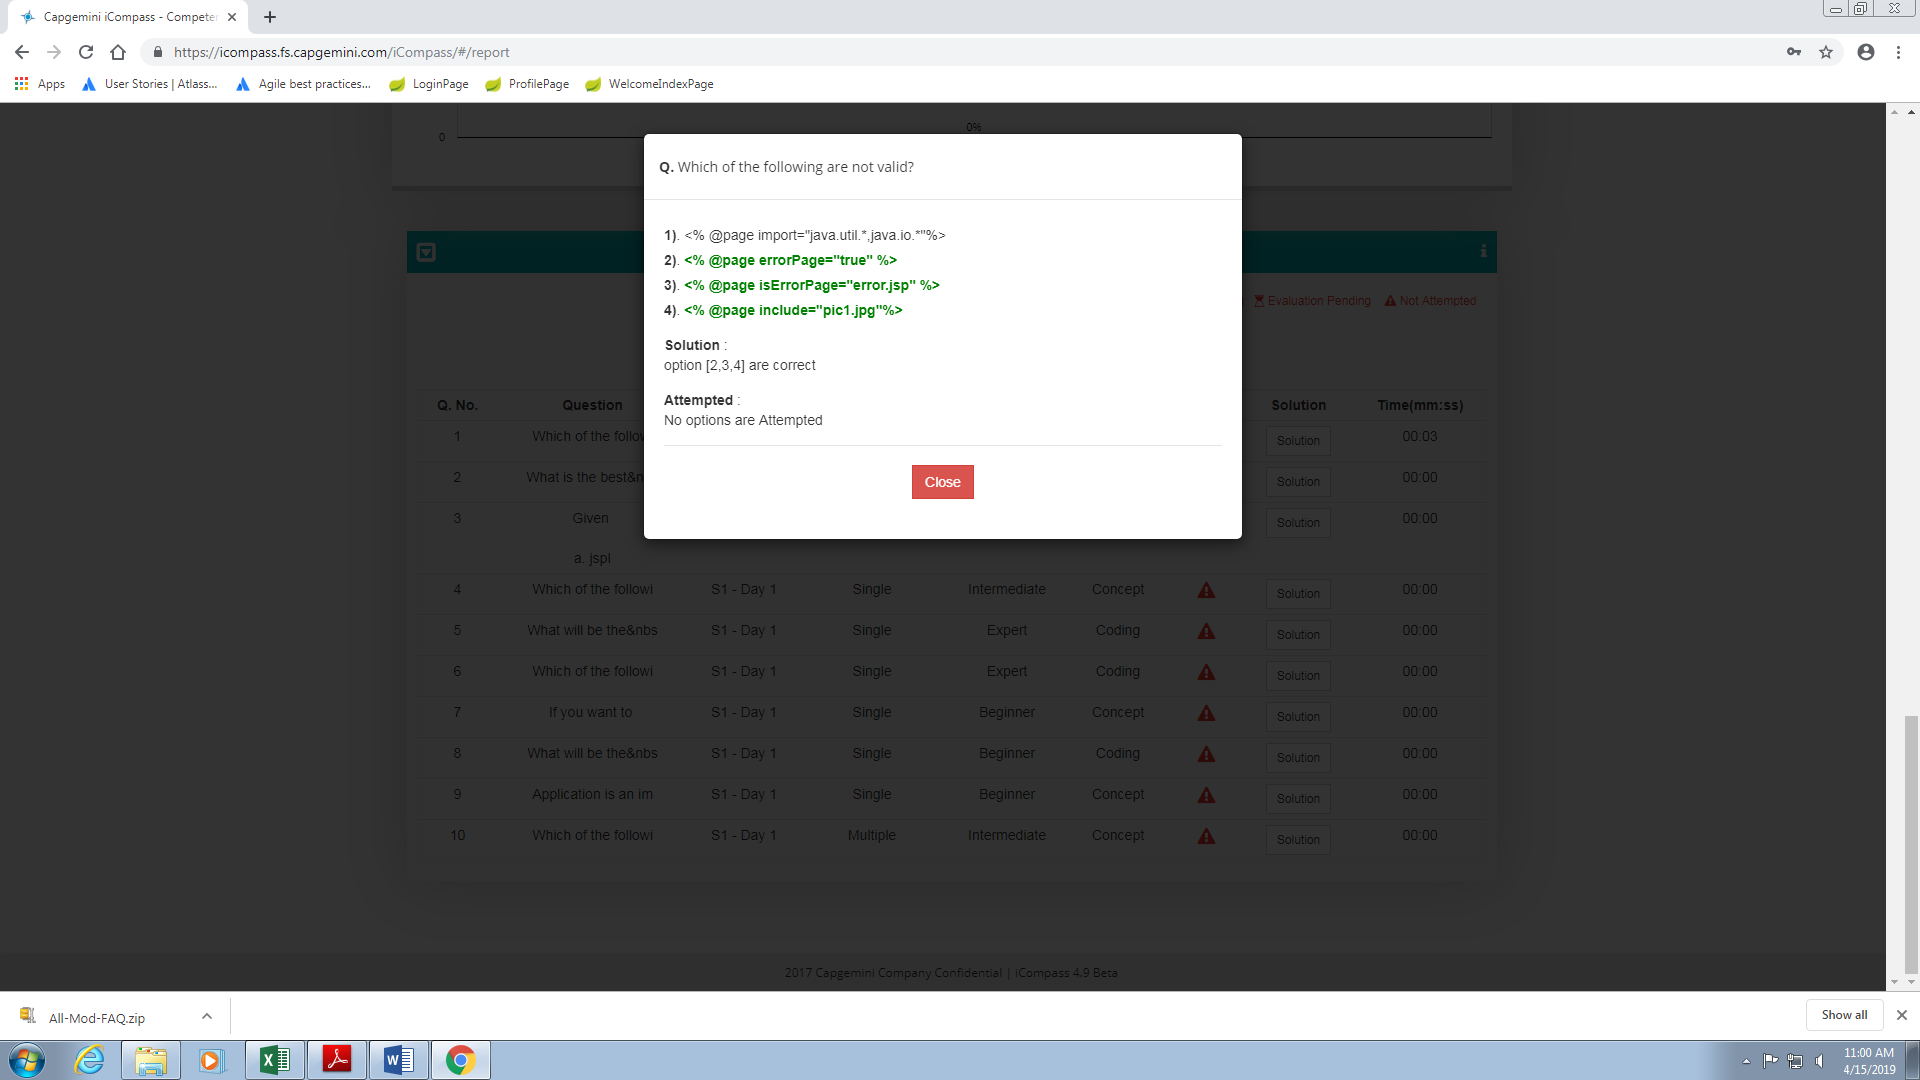 Capgemini iCompass - Competen
https://icompass.fs.capgemini.com/iCompass/#/report
Apps
User Stories | Atlass...
Agile best practices...
LoginPage
ProfilePage
WelcomeIndexPage
0
0%
Q. Which of the following are not valid?
1). <% @page import="java.util.*,java.io.*"%>
2). <% @page errorPage="true" %>
3). <% @page isErrorPage="error.jsp" %>
4). <% @page include="pic1.jpg"%>
Solution :
option [2,3,4] are correct
Attempted :
No options are Attempted
Close
Evaluation Pending Not Attempted
Q. No. Question Solution Time(mm:ss)
1 Which of the follow Solution 00:03
2 What is the best&n Solution 00:00
3 Given Solution 00:00
a. jspI
4 Which of the followi S1 - Day 1 Single Intermediate Concept Solution 00:00
5 What will be the&nbs S1 - Day 1 Single Expert Coding Solution 00:00
6 Which of the followi S1 - Day 1 Single Expert Coding Solution 00:00
7 If you want to S1 - Day 1 Single Beginner Concept Solution 00:00
8 What will be the&nbs S1 - Day 1 Single Beginner Coding Solution 00:00
9 Application is an im S1 - Day 1 Single Beginner Concept Solution 00:00
10 Which of the followi S1 - Day 1 Multiple Intermediate Concept Solution 00:00
2017 Capgemini Company Confidential | iCompass 4.9 Beta
All-Mod-FAQ.zip
Show all
11:00 AM
4/15/2019